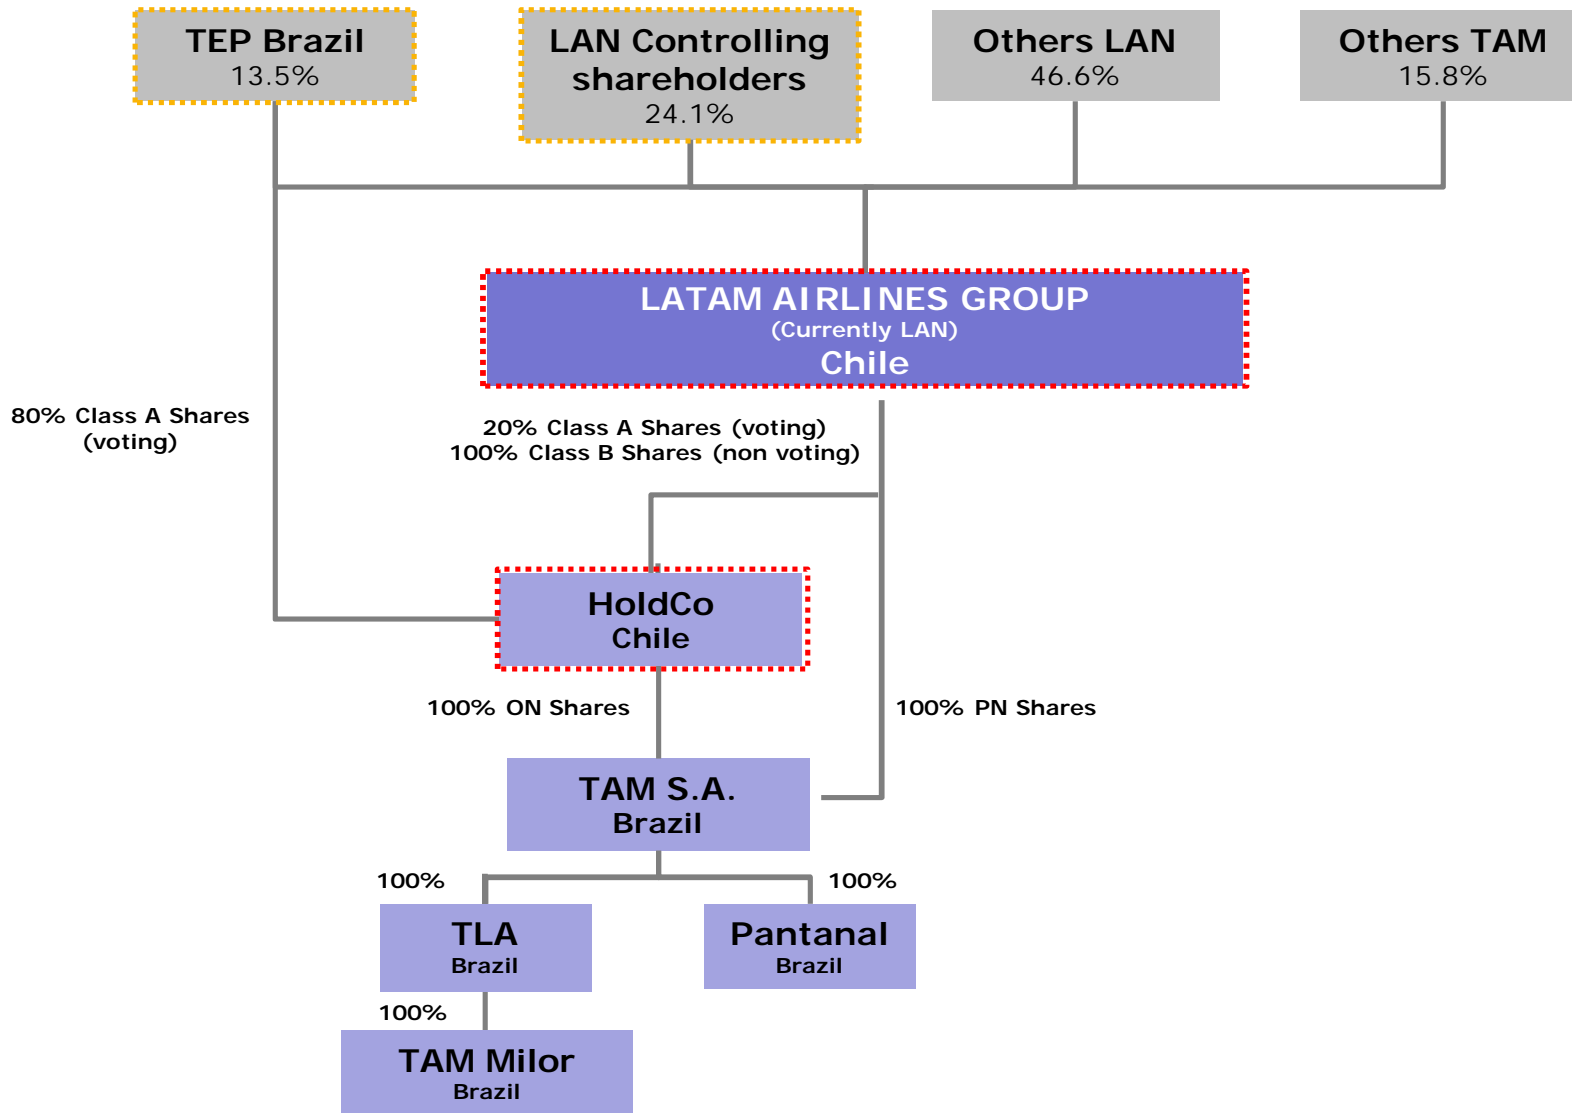 TEP Brazil
13.5%
LAN Controlling
shareholders
24.1%
Others LAN
46.6%
Others TAM
15.8%
LATAM AIRLINES GROUP
(Currently LAN)
Chile
80% Class A Shares
(voting)
20% Class A Shares (voting)
100% Class B Shares (non voting)
HoldCo
Chile
100% ON Shares
100% PN Shares
TAM S.A.
Brazil
100%
100%
TLA
Brazil
Pantanal
Brazil
100%
TAM Milor
Brazil